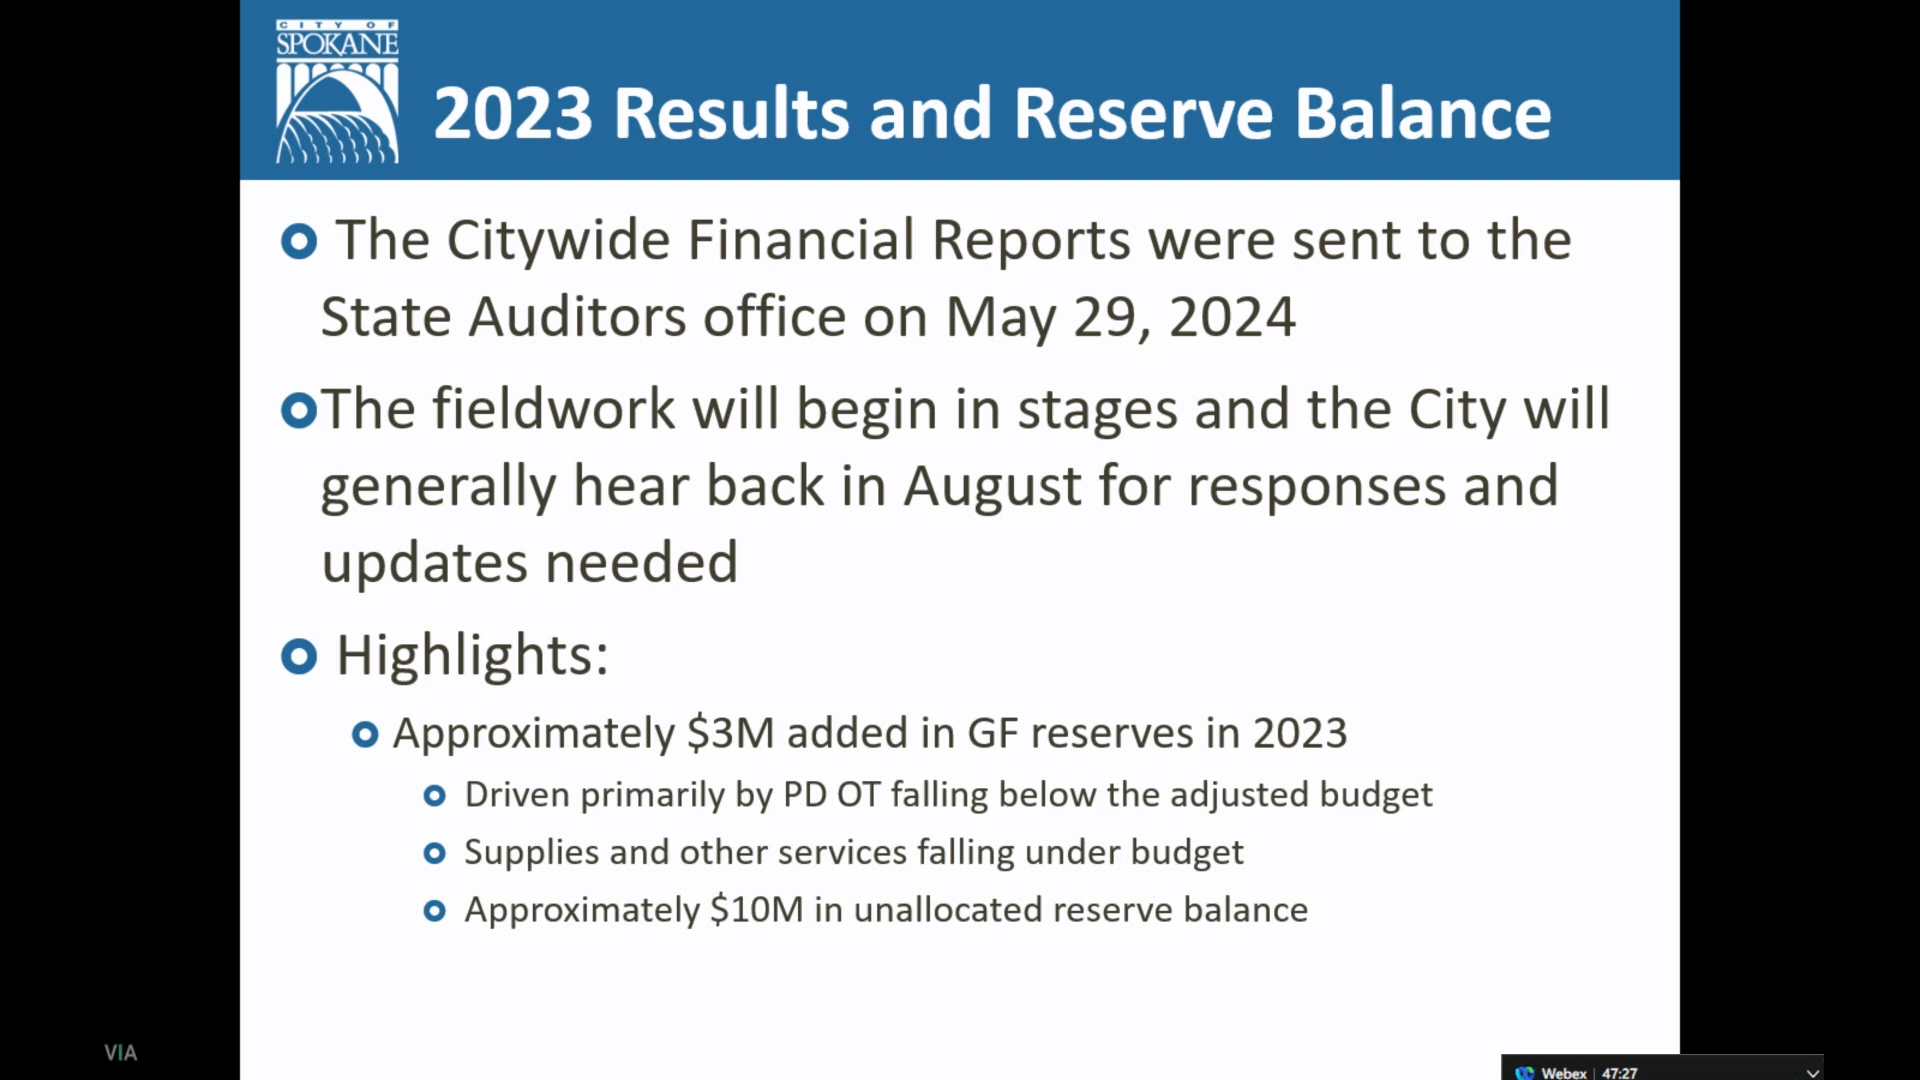 CITY OF
SPOKANE
2023 Results and Reserve Balance
The Citywide Financial Reports were sent to the
State Auditors office on May 29, 2024
The fieldwork will begin in stages and the City will
generally hear back in August for responses and
updates needed
Highlights:
Approximately $3M added in GF reserves in 2023
Driven primarily by PD OT falling below the adjusted budget
Supplies and other services falling under budget
Approximately $10M in unallocated reserve balance
VIA
Webex | 47:27